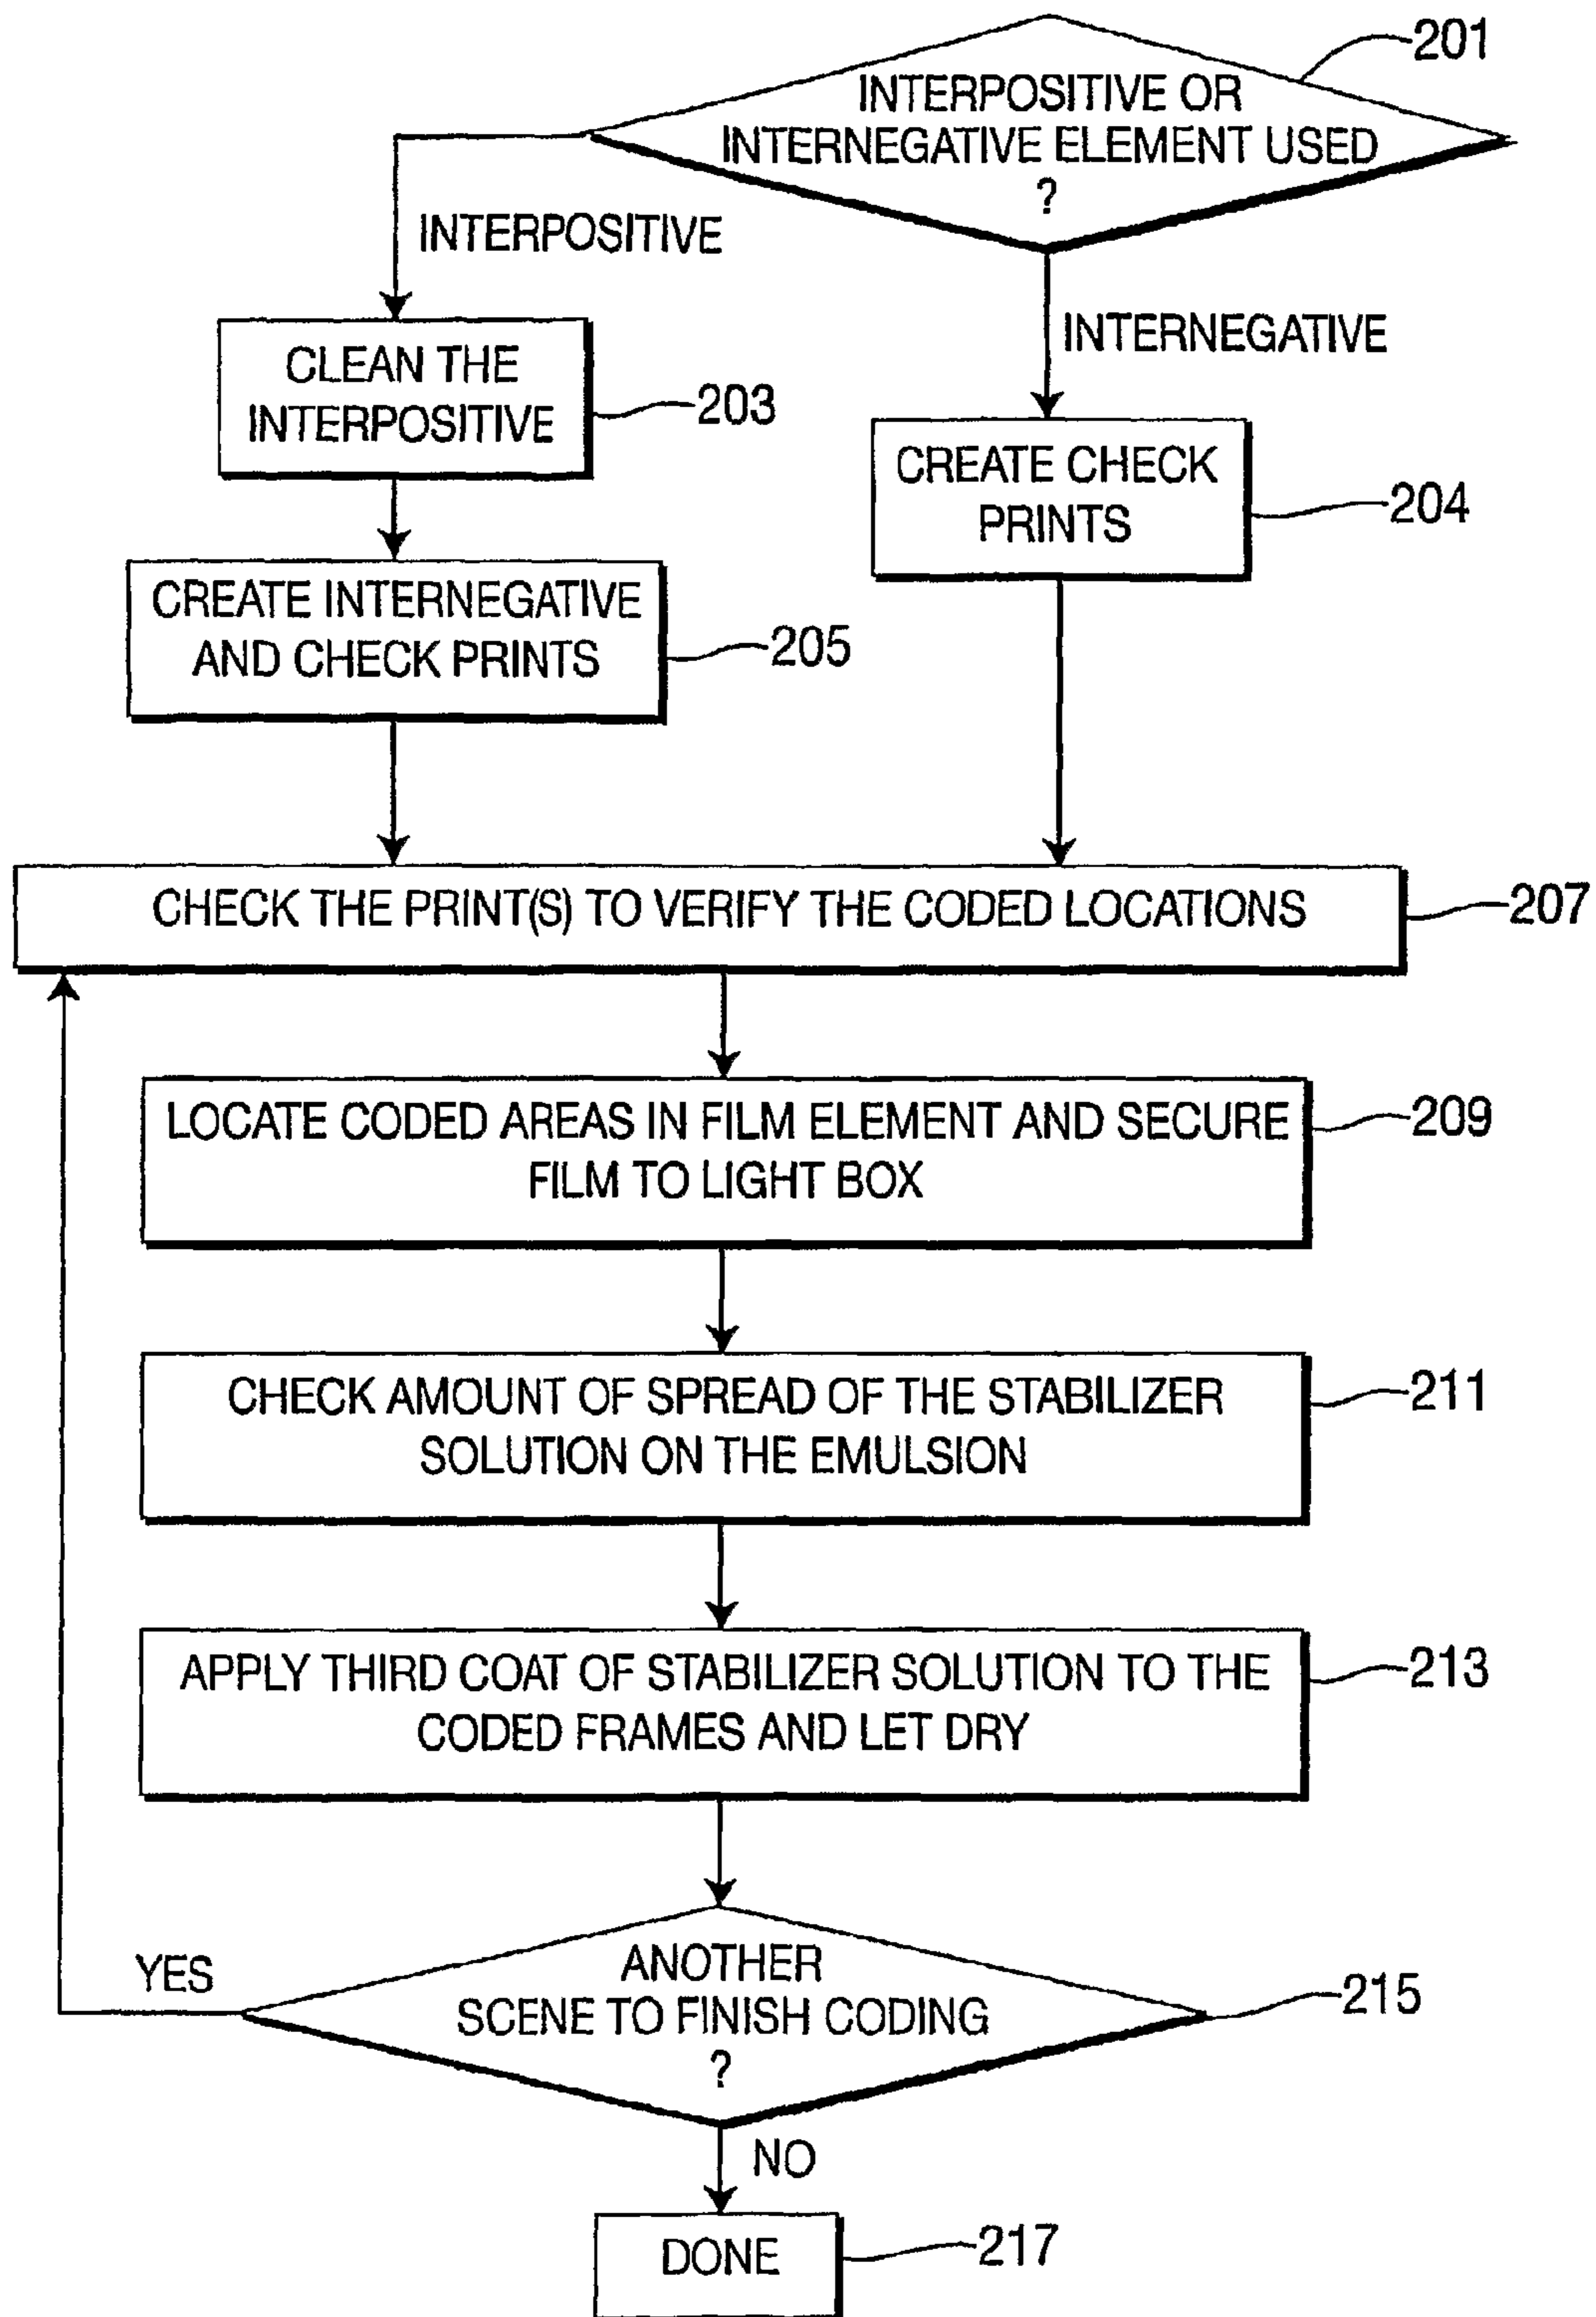 201
INTERPOSITIVE OR
INTERNEGATIVE ELEMENT USED
?
INTERPOSITIVE
INTERNEGATIVE
CLEAN THE
INTERPOSITIVE
203
CREATE CHECK
PRINTS
204
CREATE INTERNEGATIVE
AND CHECK PRINTS
205
CHECK THE PRINT(S) TO VERIFY THE CODED LOCATIONS
207
LOCATE CODED AREAS IN FILM ELEMENT AND SECURE
FILM TO LIGHT BOX
209
CHECK AMOUNT OF SPREAD OF THE STABILIZER
SOLUTION ON THE EMULSION
211
APPLY THIRD COAT OF STABILIZER SOLUTION TO THE
CODED FRAMES AND LET DRY
213
YES
ANOTHER
SCENE TO FINISH CODING
?
215
NO
DONE
217